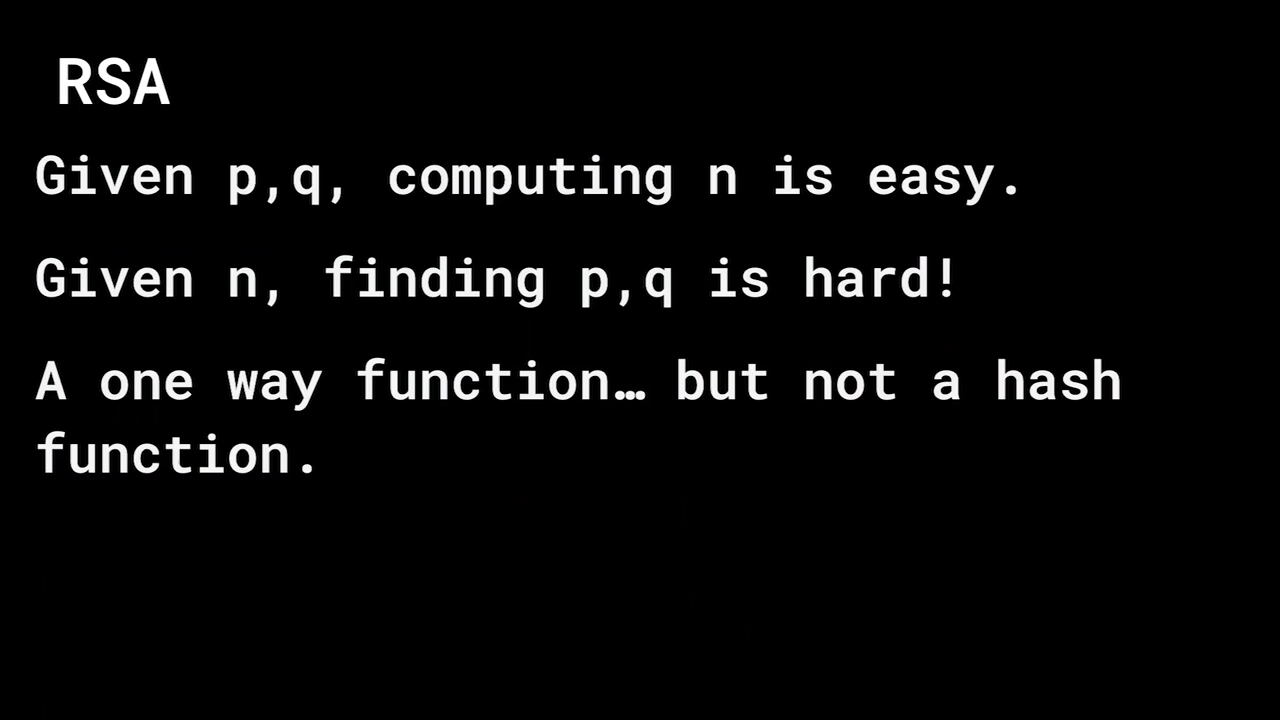 RSA
Given p,q, computing n is easy.
Given n, finding p,q is hard!
A one way function… but not a hash
function.